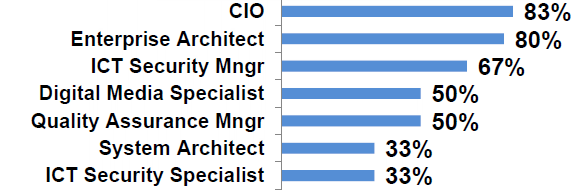 CIO 83%
Enterprise Architect 80%
ICT Security Mngr 67%
Digital Media Specialist 50%
Quality Assurance Mngr 50%
System Architect 33%
ICT Security Specialist 33%